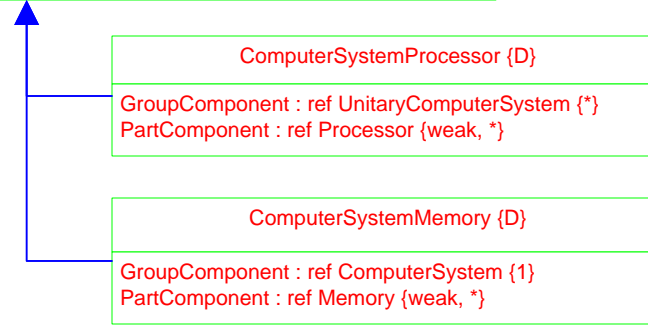 ComputerSystemProcessor {D}
GroupComponent : ref UnitaryComputerSystem {*}
PartComponent : ref Processor {weak, *}
ComputerSystemMemory {D}
GroupComponent : ref ComputerSystem {1}
PartComponent : ref Memory {weak, *}